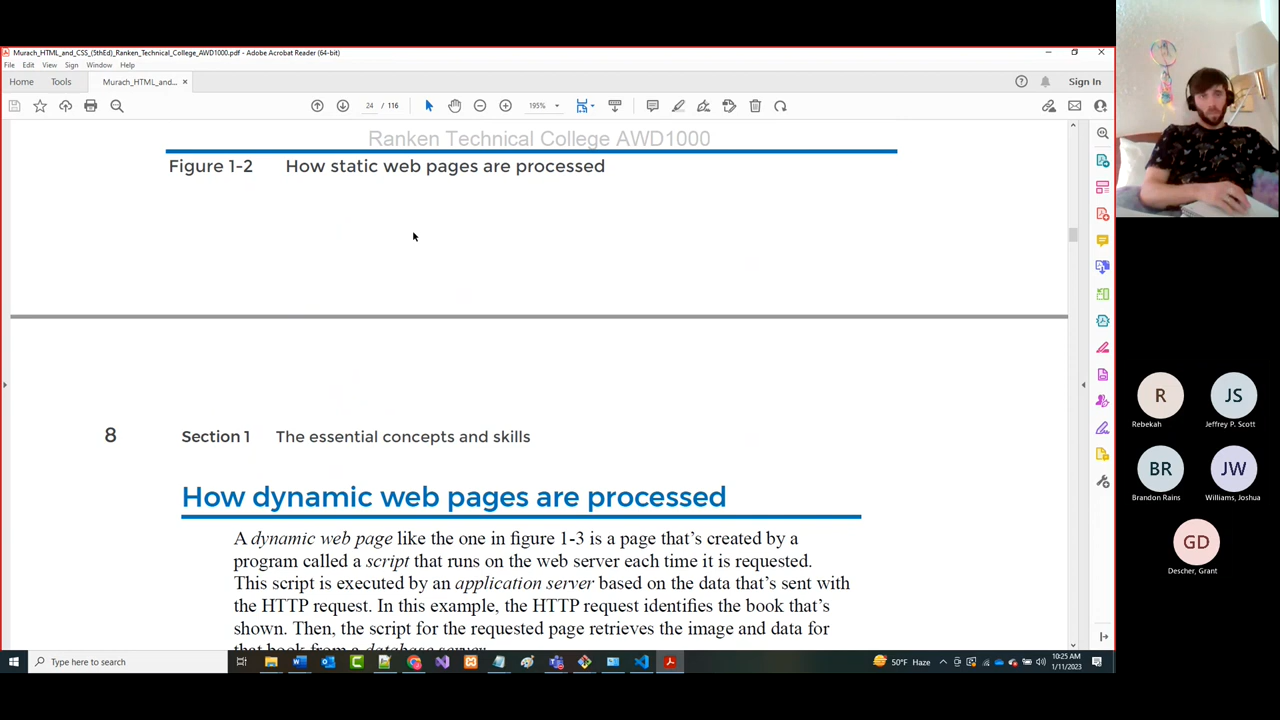 Murach_HTML_and_CSS_(5thEd)_Ranken_Technical_College_AWD1000.pdf - Adobe Acrobat Reader (64-bit)
File Edit View Sign Window Help
Home Tools Murach_HTML_and... × Sign In
24 / 116 195%
Ranken Technical College AWD1000
Figure 1-2 How static web pages are processed
8 Section 1 The essential concepts and skills
How dynamic web pages are processed
A dynamic web page like the one in figure 1-3 is a page that's created by a
program called a script that runs on the web server each time it is requested.
This script is executed by an application server based on the data that's sent with
the HTTP request. In this example, the HTTP request identifies the book that's
shown. Then, the script for the requested page retrieves the image and data for
that book from a database server.
Type here to search
50°F Haze
10:25 AM
1/11/2023
R
Rebekah
JS
Jeffrey P. Scott
BR
Brandon Rains
JW
Williams, Joshua
GD
Descher, Grant